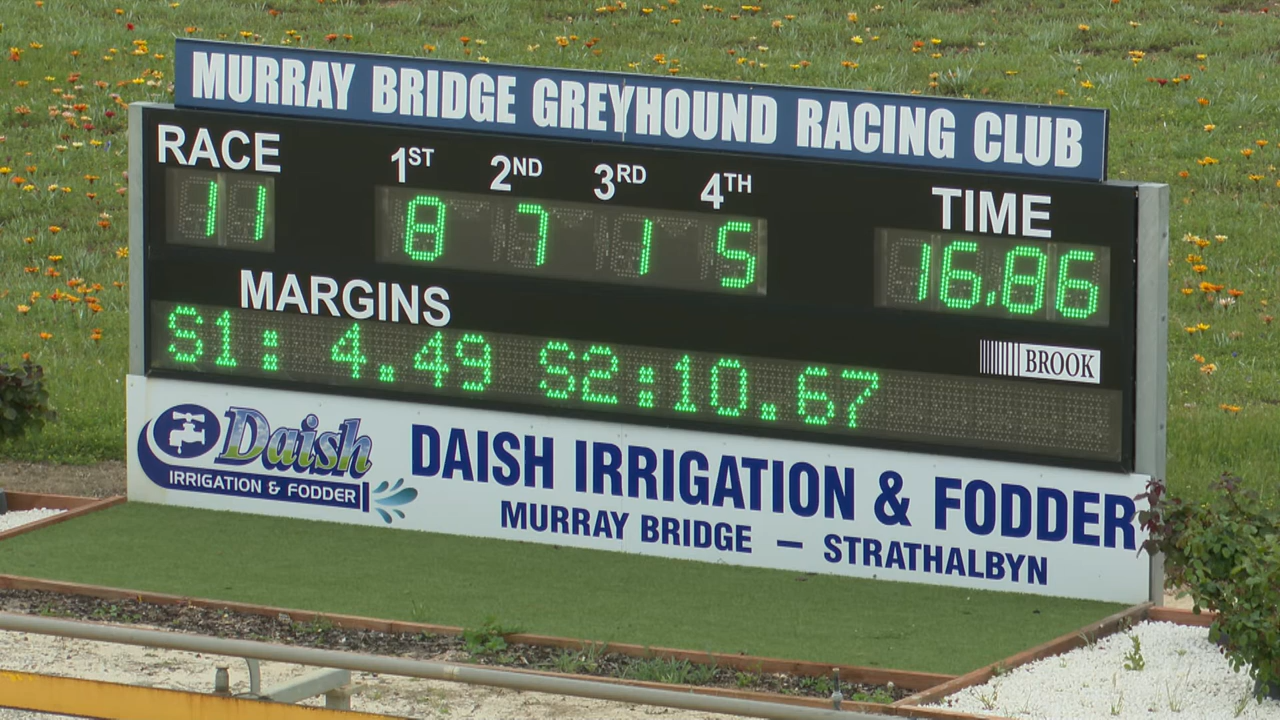 MURRAY BRIDGE GREYHOUND RACING CLUB
RACE 1ST 2ND 3RD 4TH TIME
11 8 7 1 5 16.86
MARGINS
S1: 4.49 S2:10.67
BROOK
Daish
IRRIGATION & FODDER
DAISH IRRIGATION & FODDER
MURRAY BRIDGE — STRATHALBYN